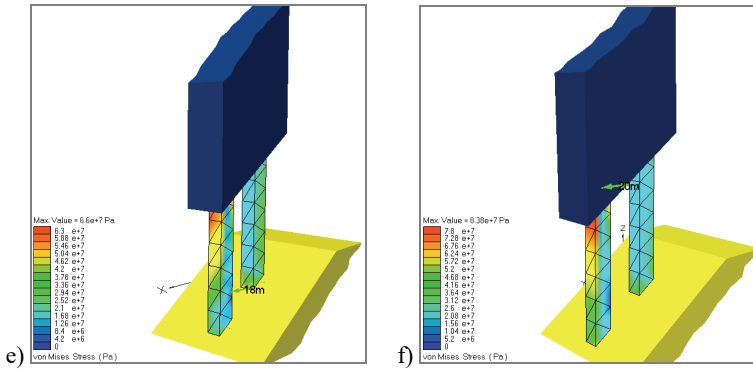 Max. Value = 6.6e+7 Pa
6.3 e+7
5.88 e+7
5.46 e+7
5.04 e+7
4.62 e+7
4.2 e+7
3.78 e+7
3.36 e+7
2.94 e+7
2.52 e+7
2.1 e+7
1.68 e+7
1.26 e+7
8.4 e+6
4.2 e+6
0
von Mises Stress (Pa)
X
18m
e)
Max. Value = 8.38e+7 Pa
7.8 e+7
7.28 e+7
6.76 e+7
6.24 e+7
5.72 e+7
5.2 e+7
4.68 e+7
4.16 e+7
3.64 e+7
3.12 e+7
2.6 e+7
2.08 e+7
1.56 e+7
1.04 e+7
5.2 e+6
0
von Mises Stress (Pa)
20m
Z
f)